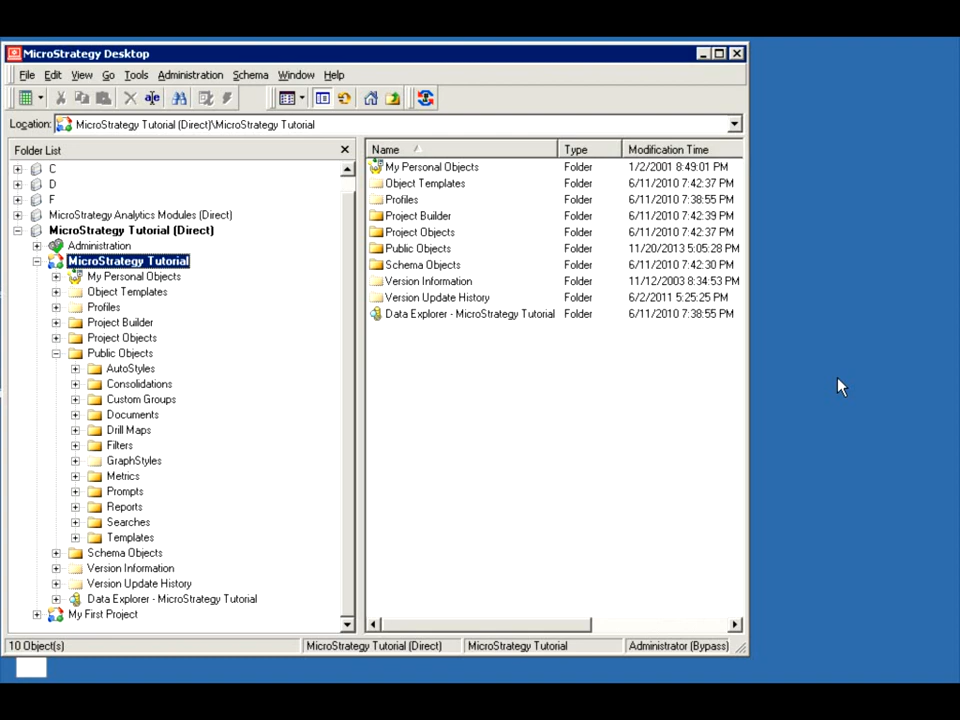 MicroStrategy Desktop
File Edit View Go Tools Administration Schema Window Help
Location: MicroStrategy Tutorial (Direct)\MicroStrategy Tutorial
Folder List
C
D
F
MicroStrategy Analytics Modules (Direct)
MicroStrategy Tutorial (Direct)
Administration
MicroStrategy Tutorial
My Personal Objects
Object Templates
Profiles
Project Builder
Project Objects
Public Objects
AutoStyles
Consolidations
Custom Groups
Documents
Drill Maps
Filters
GraphStyles
Metrics
Prompts
Reports
Searches
Templates
Schema Objects
Version Information
Version Update History
Data Explorer - MicroStrategy Tutorial
My First Project
Name Type Modification Time
My Personal Objects Folder 1/2/2001 8:49:01 PM
Object Templates Folder 6/11/2010 7:42:37 PM
Profiles Folder 6/11/2010 7:38:55 PM
Project Builder Folder 6/11/2010 7:42:39 PM
Project Objects Folder 6/11/2010 7:42:37 PM
Public Objects Folder 11/20/2013 5:05:28 PM
Schema Objects Folder 6/11/2010 7:42:30 PM
Version Information Folder 11/12/2003 8:34:53 PM
Version Update History Folder 6/2/2011 5:25:25 PM
Data Explorer - MicroStrategy Tutorial Folder 6/11/2010 7:38:55 PM
10 Object(s) MicroStrategy Tutorial (Direct) MicroStrategy Tutorial Administrator (Bypass)